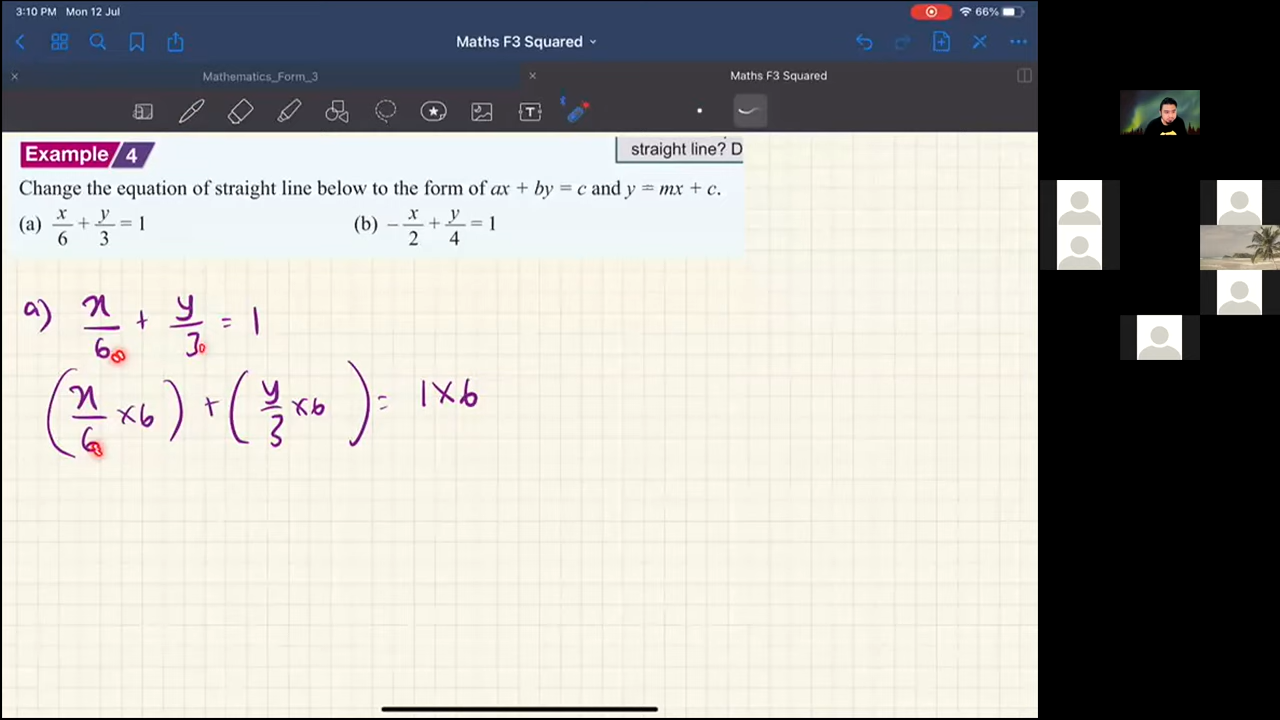 3:10 PM Mon 12 Jul
66%
Maths F3 Squared
Mathematics_Form_3
Maths F3 Squared
T
Example 4
straight line? D
Change the equation of straight line below to the form of ax + by = c and y = mx + c.
(a) x/6 + y/3 = 1 (b) −x/2 + y/4 = 1
a) x/6 + y/3 = 1
(x/6 × 6) + (y/3 × 6) = 1 × 6